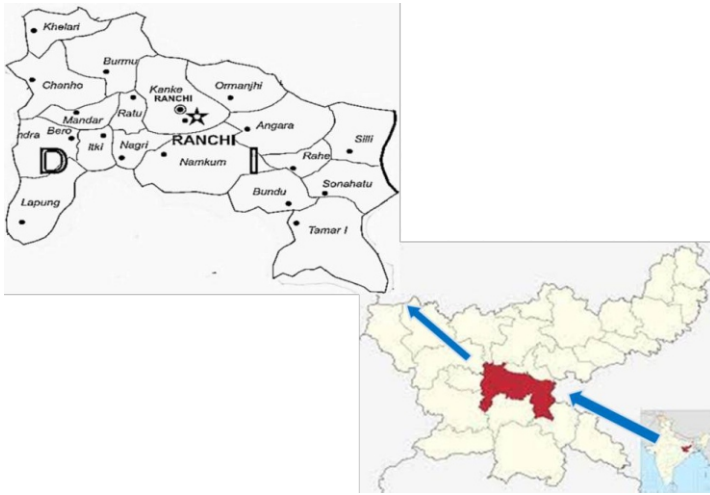 Khelari
Burmu
Chanho
Kanke
RANCHI
Ormanjhi
Mandar
Ratu
Angara
ndra
Bero
Itki
Nagri
RANCHI
Silli
D
I
Namkum
Rahe
Lapung
Bundu
Sonahatu
Tamar I